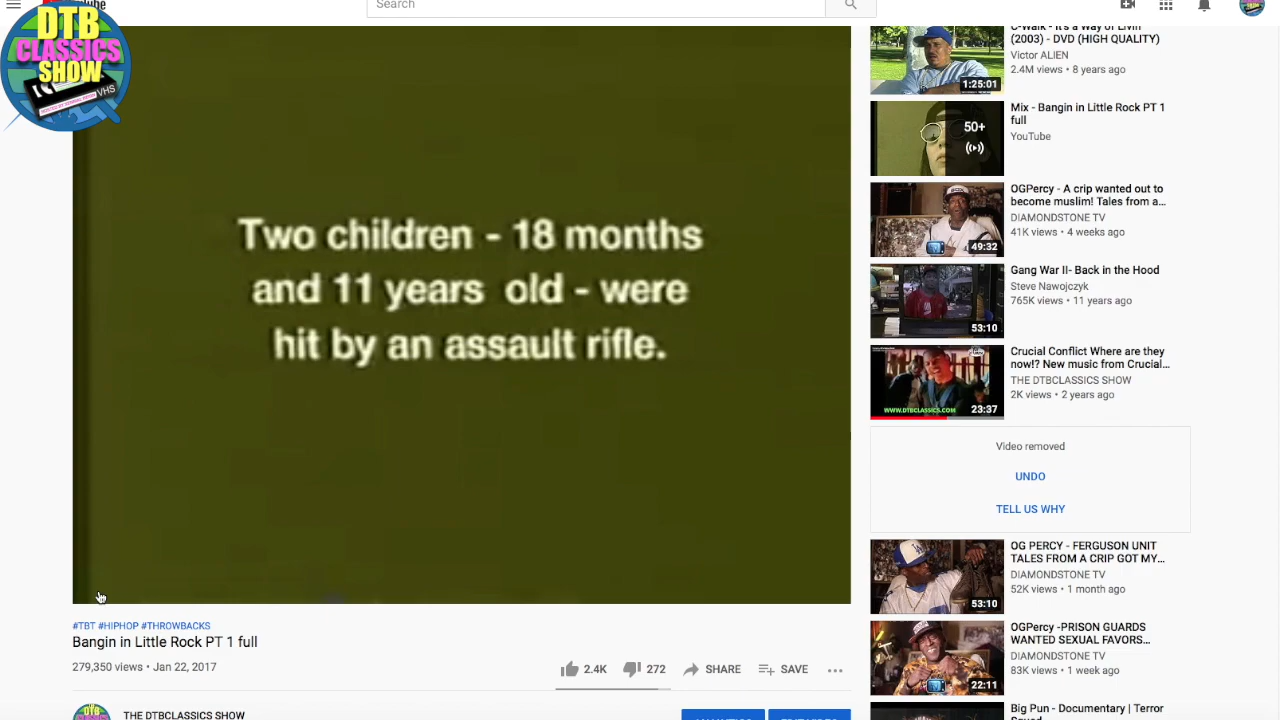 Search
DTB
CLASSICS
SHOW
VHS
Two children - 18 months
and 11 years old - were
hit by an assault rifle.
#TBT #HIPHOP #THROWBACKS
Bangin in Little Rock PT 1 full
279,350 views • Jan 22, 2017
2.4K
272
SHARE
SAVE
THE DTBCLASSICS SHOW
C-Walk - It's a Way of Livin
(2003) - DVD (HIGH QUALITY)
Victor ALIEN
2.4M views • 8 years ago
1:25:01
Mix - Bangin in Little Rock PT 1
full
YouTube
50+
OGPercy - A crip wanted out to
become muslim! Tales from a...
DIAMONDSTONE TV
41K views • 4 weeks ago
49:32
Gang War II- Back in the Hood
Steve Nawojczyk
765K views • 11 years ago
53:10
Crucial Conflict Where are they
now!? New music from Crucial...
THE DTBCLASSICS SHOW
2K views • 2 years ago
WWW.DTBCLASSICS.COM
23:37
Video removed
UNDO
TELL US WHY
OG PERCY - FERGUSON UNIT
TALES FROM A CRIP GOT MY...
DIAMONDSTONE TV
52K views • 1 month ago
53:10
OGPercy -PRISON GUARDS
WANTED SEXUAL FAVORS...
DIAMONDSTONE TV
83K views • 1 week ago
22:11
Big Pun - Documentary | Terror